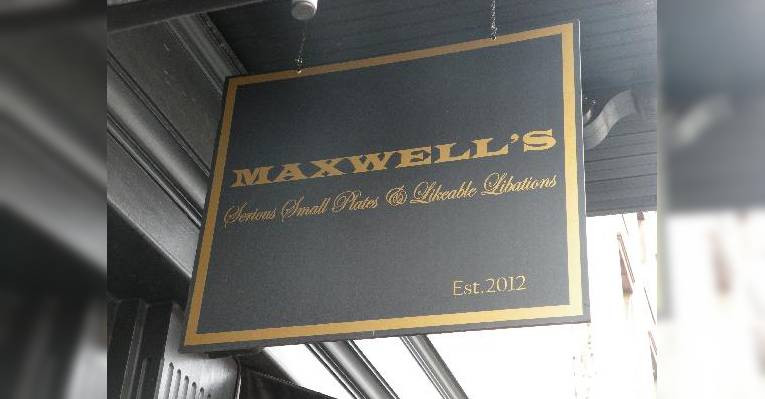 MAXWELL'S
Serious Small Plates & Likeable Libations
Est.2012